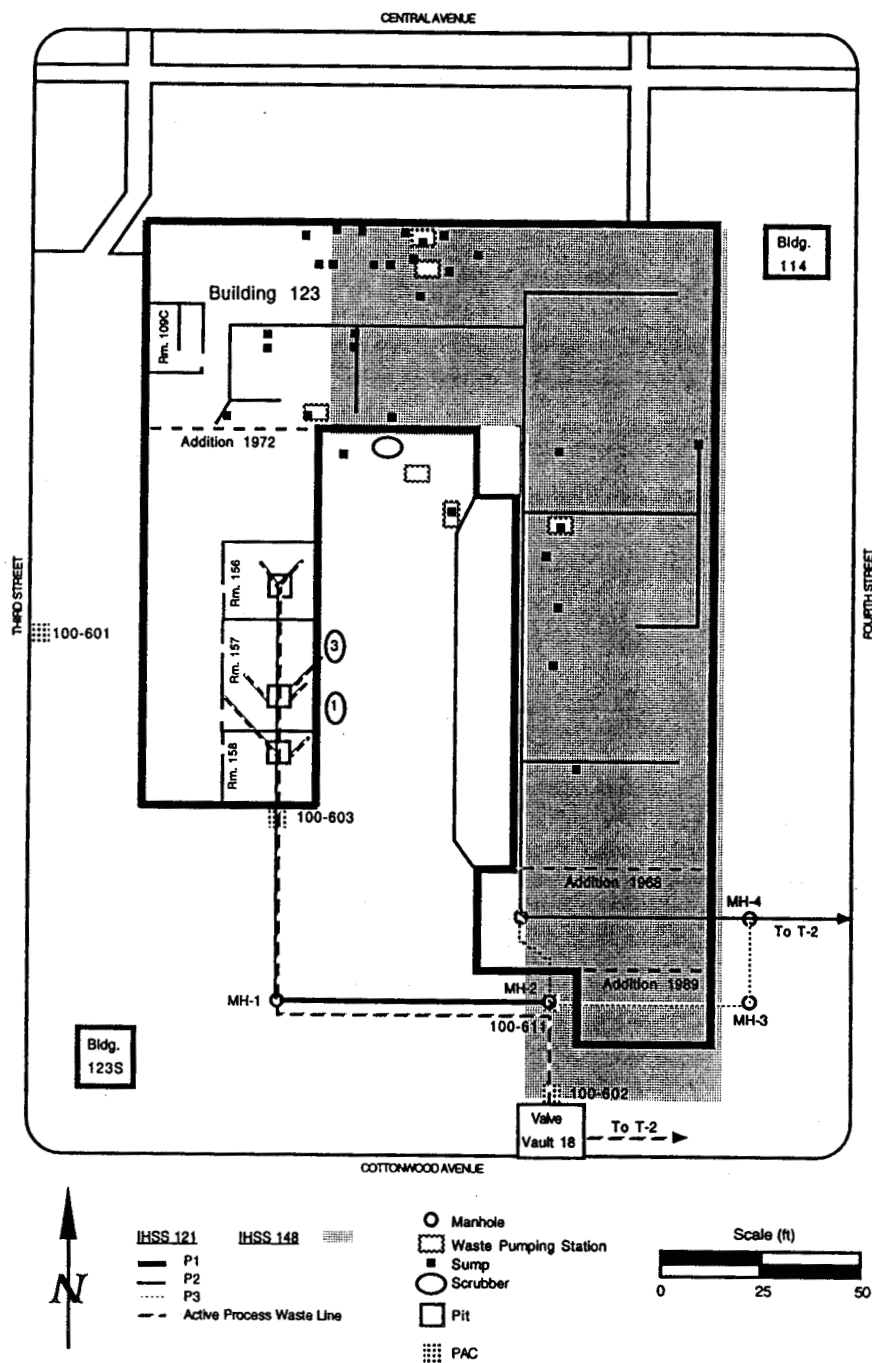 CENTRAL AVENUE
Bldg.
114
Building 123
Rm. 109C
Addition 1972
THIRD STREET
FOURTH STREET
Rm. 156
100-601
Rm. 157
3
1
Rm. 158
100-603
Addition 1968
MH-4
To T-2
Addition 1989
MH-2
MH-1
MH-3
100-611
Bldg.
123S
100-602
Valve
Vault 18
To T-2
COTTONWOOD AVENUE
N
IHSS 121
IHSS 148
P1
P2
P3
Active Process Waste Line
Manhole
Waste Pumping Station
Sump
Scrubber
Pit
PAC
Scale (ft)
0 25 50